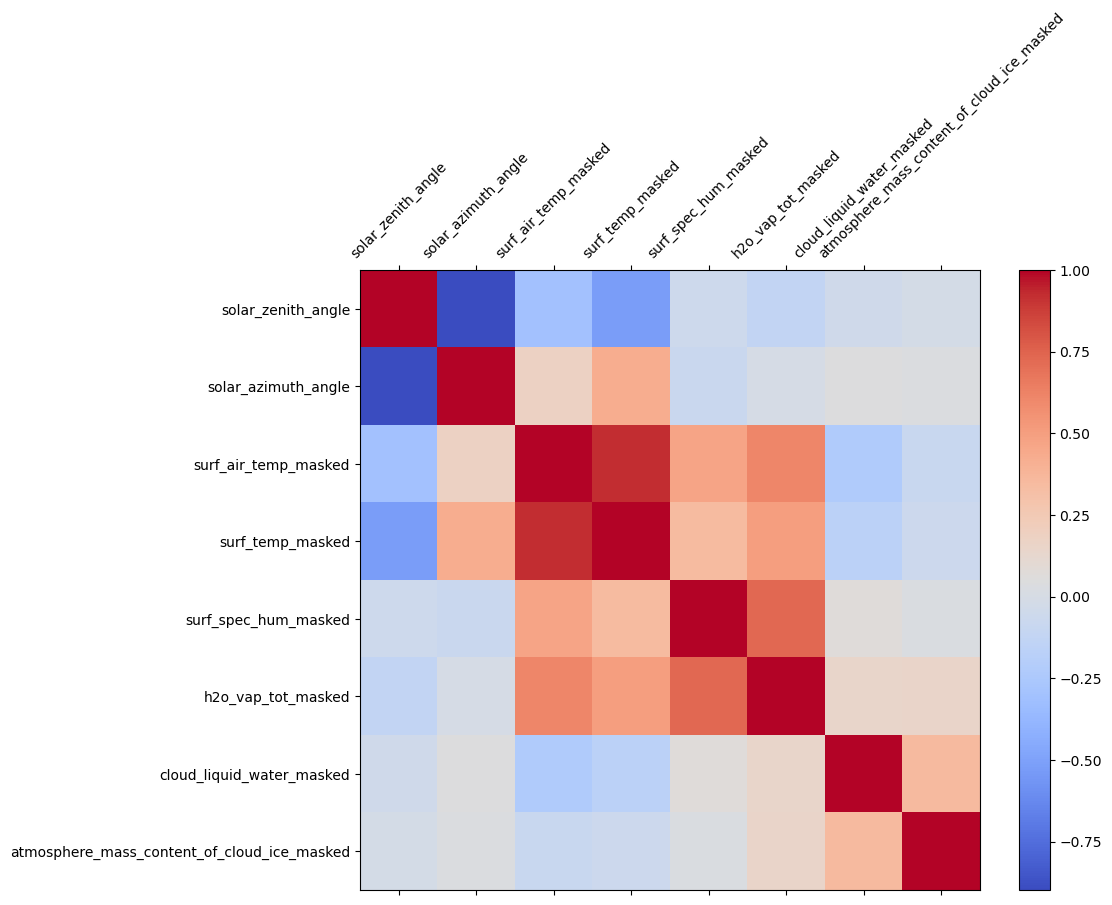 solar_zenith_angle
solar_azimuth_angle
surf_air_temp_masked
surf_temp_masked
surf_spec_hum_masked
h2o_vap_tot_masked
cloud_liquid_water_masked
atmosphere_mass_content_of_cloud_ice_masked
solar_zenith_angle
solar_azimuth_angle
surf_air_temp_masked
surf_temp_masked
surf_spec_hum_masked
h2o_vap_tot_masked
cloud_liquid_water_masked
atmosphere_mass_content_of_cloud_ice_masked
1.00
0.75
0.50
0.25
0.00
−0.25
−0.50
−0.75